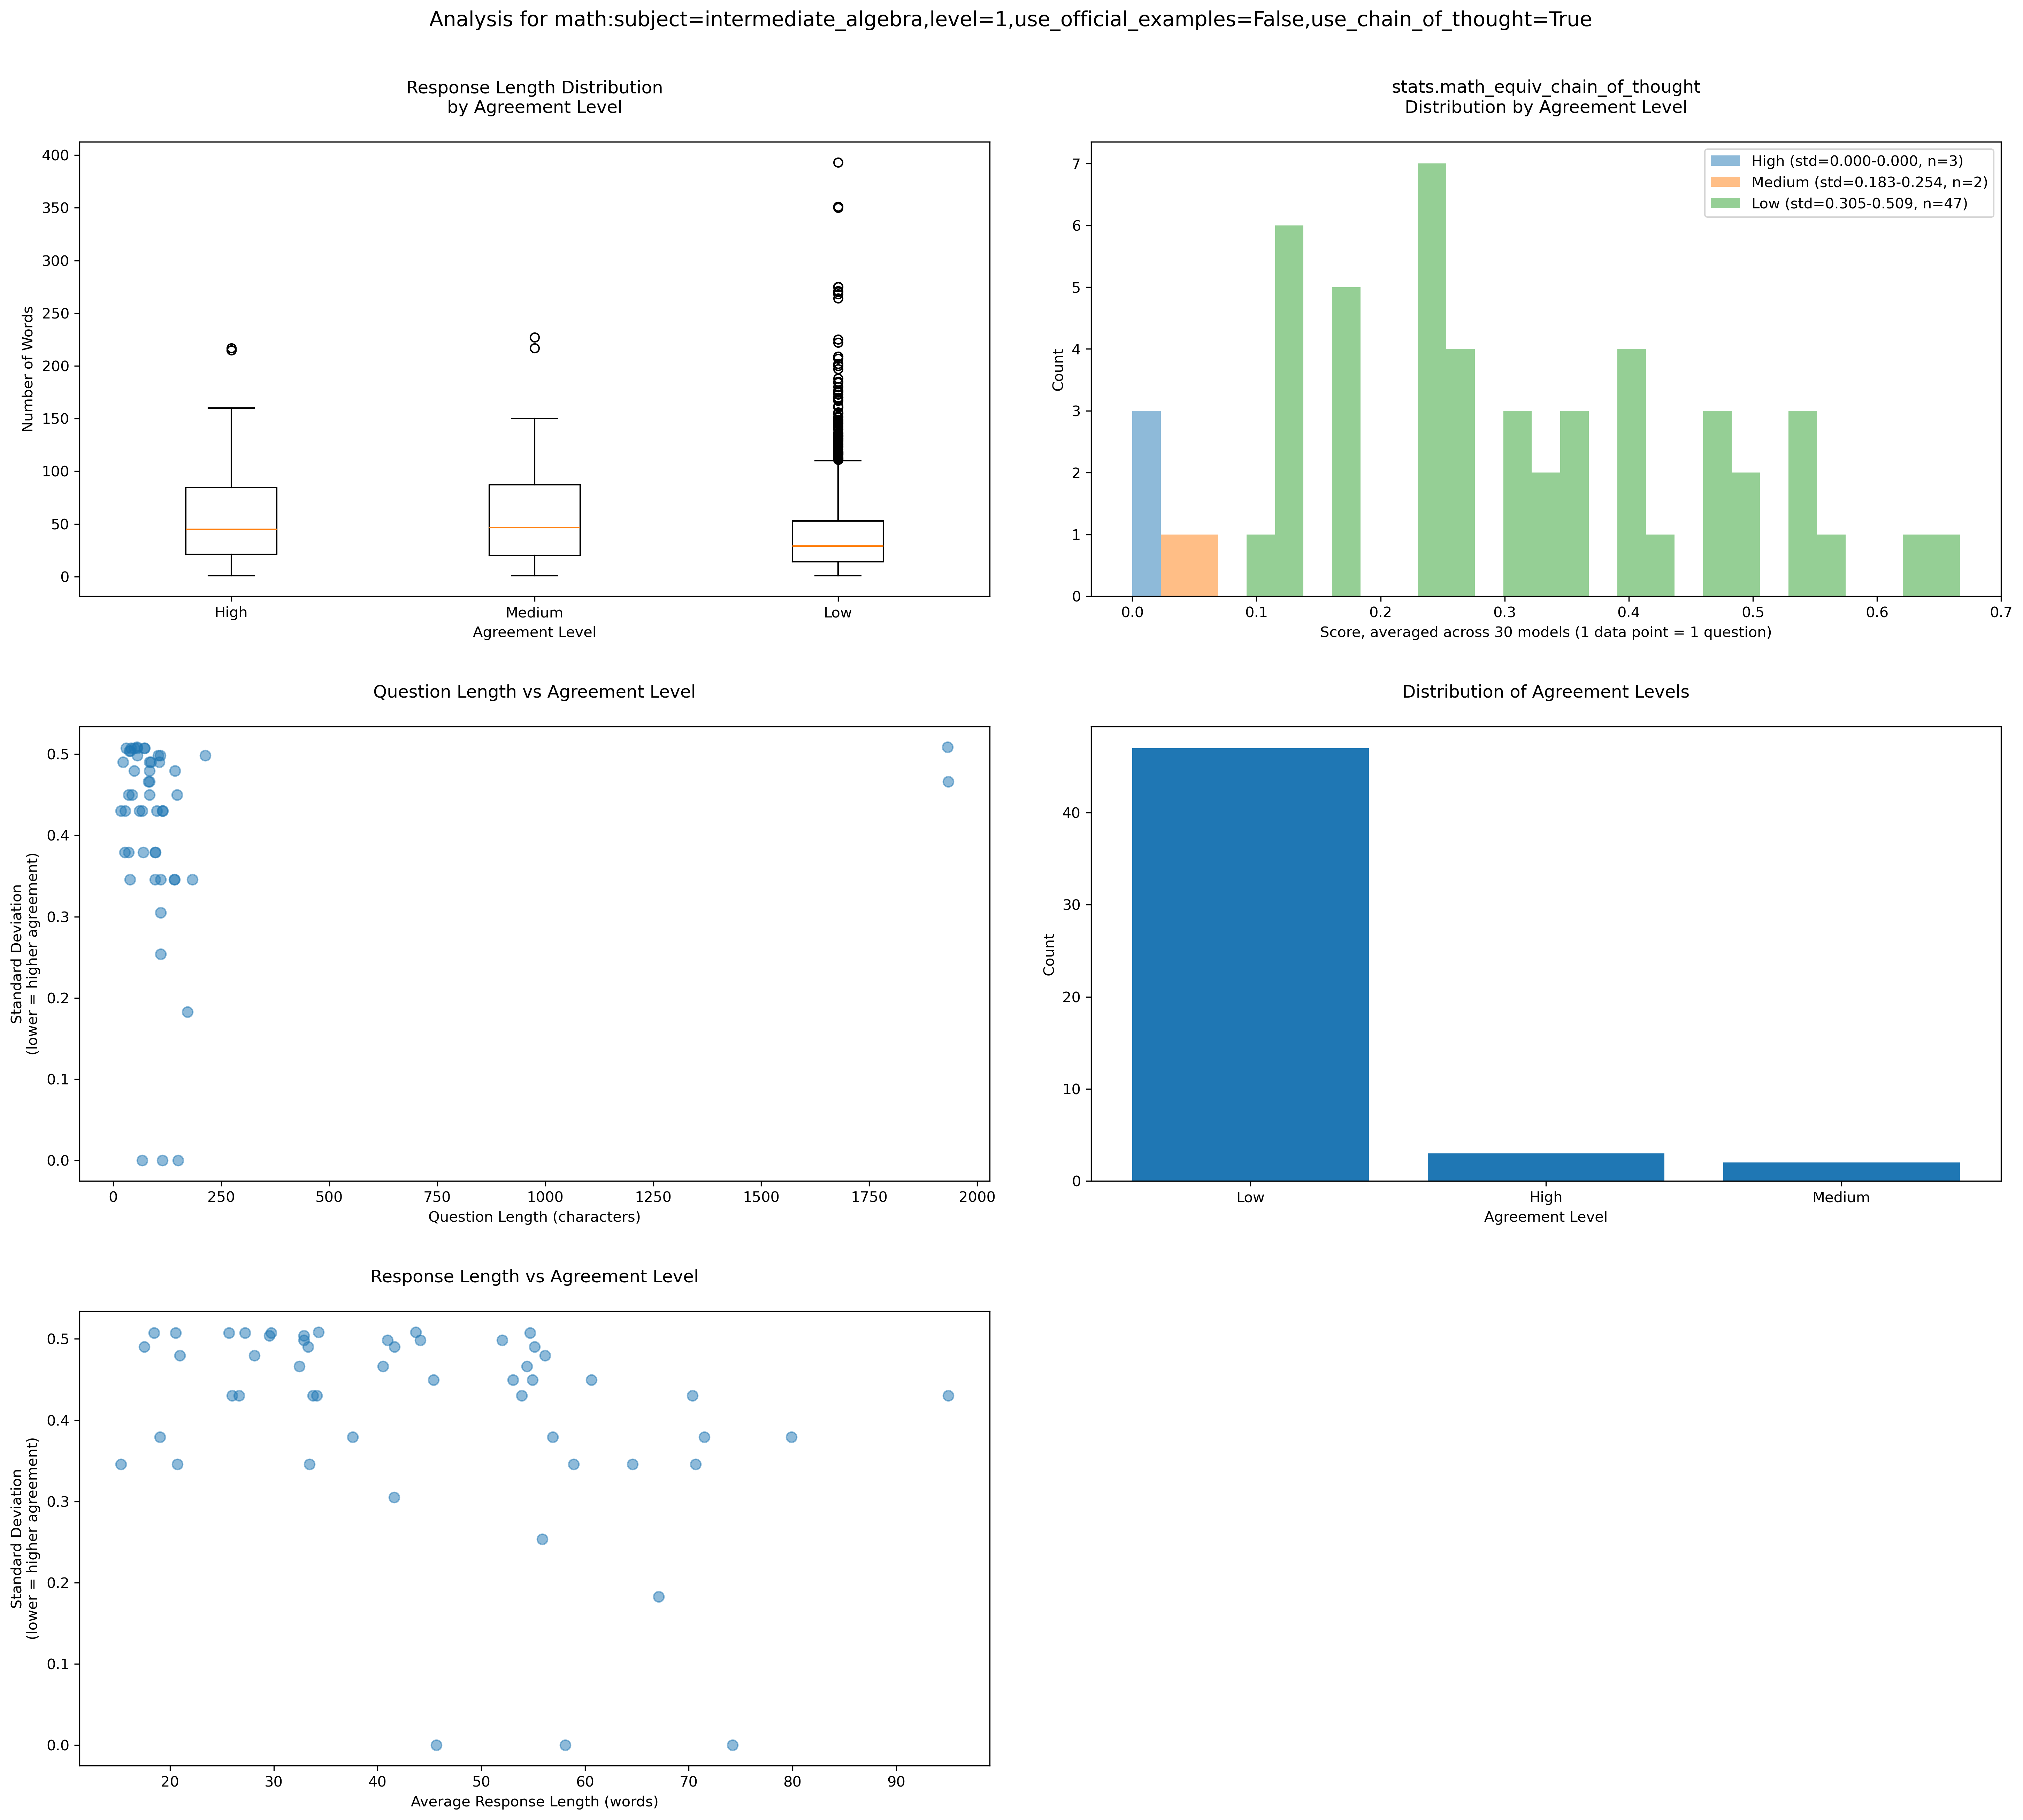 Analysis for math:subject=intermediate_algebra,level=1,use_official_examples=False,use_chain_of_thought=True
Response Length Distribution
by Agreement Level
Number of Words
400
350
300
250
200
150
100
50
0
High
Medium
Low
Agreement Level
stats.math_equiv_chain_of_thought
Distribution by Agreement Level
High (std=0.000-0.000, n=3)
Medium (std=0.183-0.254, n=2)
Low (std=0.305-0.509, n=47)
Count
7
6
5
4
3
2
1
0
0.0
0.1
0.2
0.3
0.4
0.5
0.6
0.7
Score, averaged across 30 models (1 data point = 1 question)
Question Length vs Agreement Level
Standard Deviation
(lower = higher agreement)
0.5
0.4
0.3
0.2
0.1
0.0
0
250
500
750
1000
1250
1500
1750
2000
Question Length (characters)
Distribution of Agreement Levels
Count
40
30
20
10
0
Low
High
Medium
Agreement Level
Response Length vs Agreement Level
Standard Deviation
(lower = higher agreement)
0.5
0.4
0.3
0.2
0.1
0.0
20
30
40
50
60
70
80
90
Average Response Length (words)